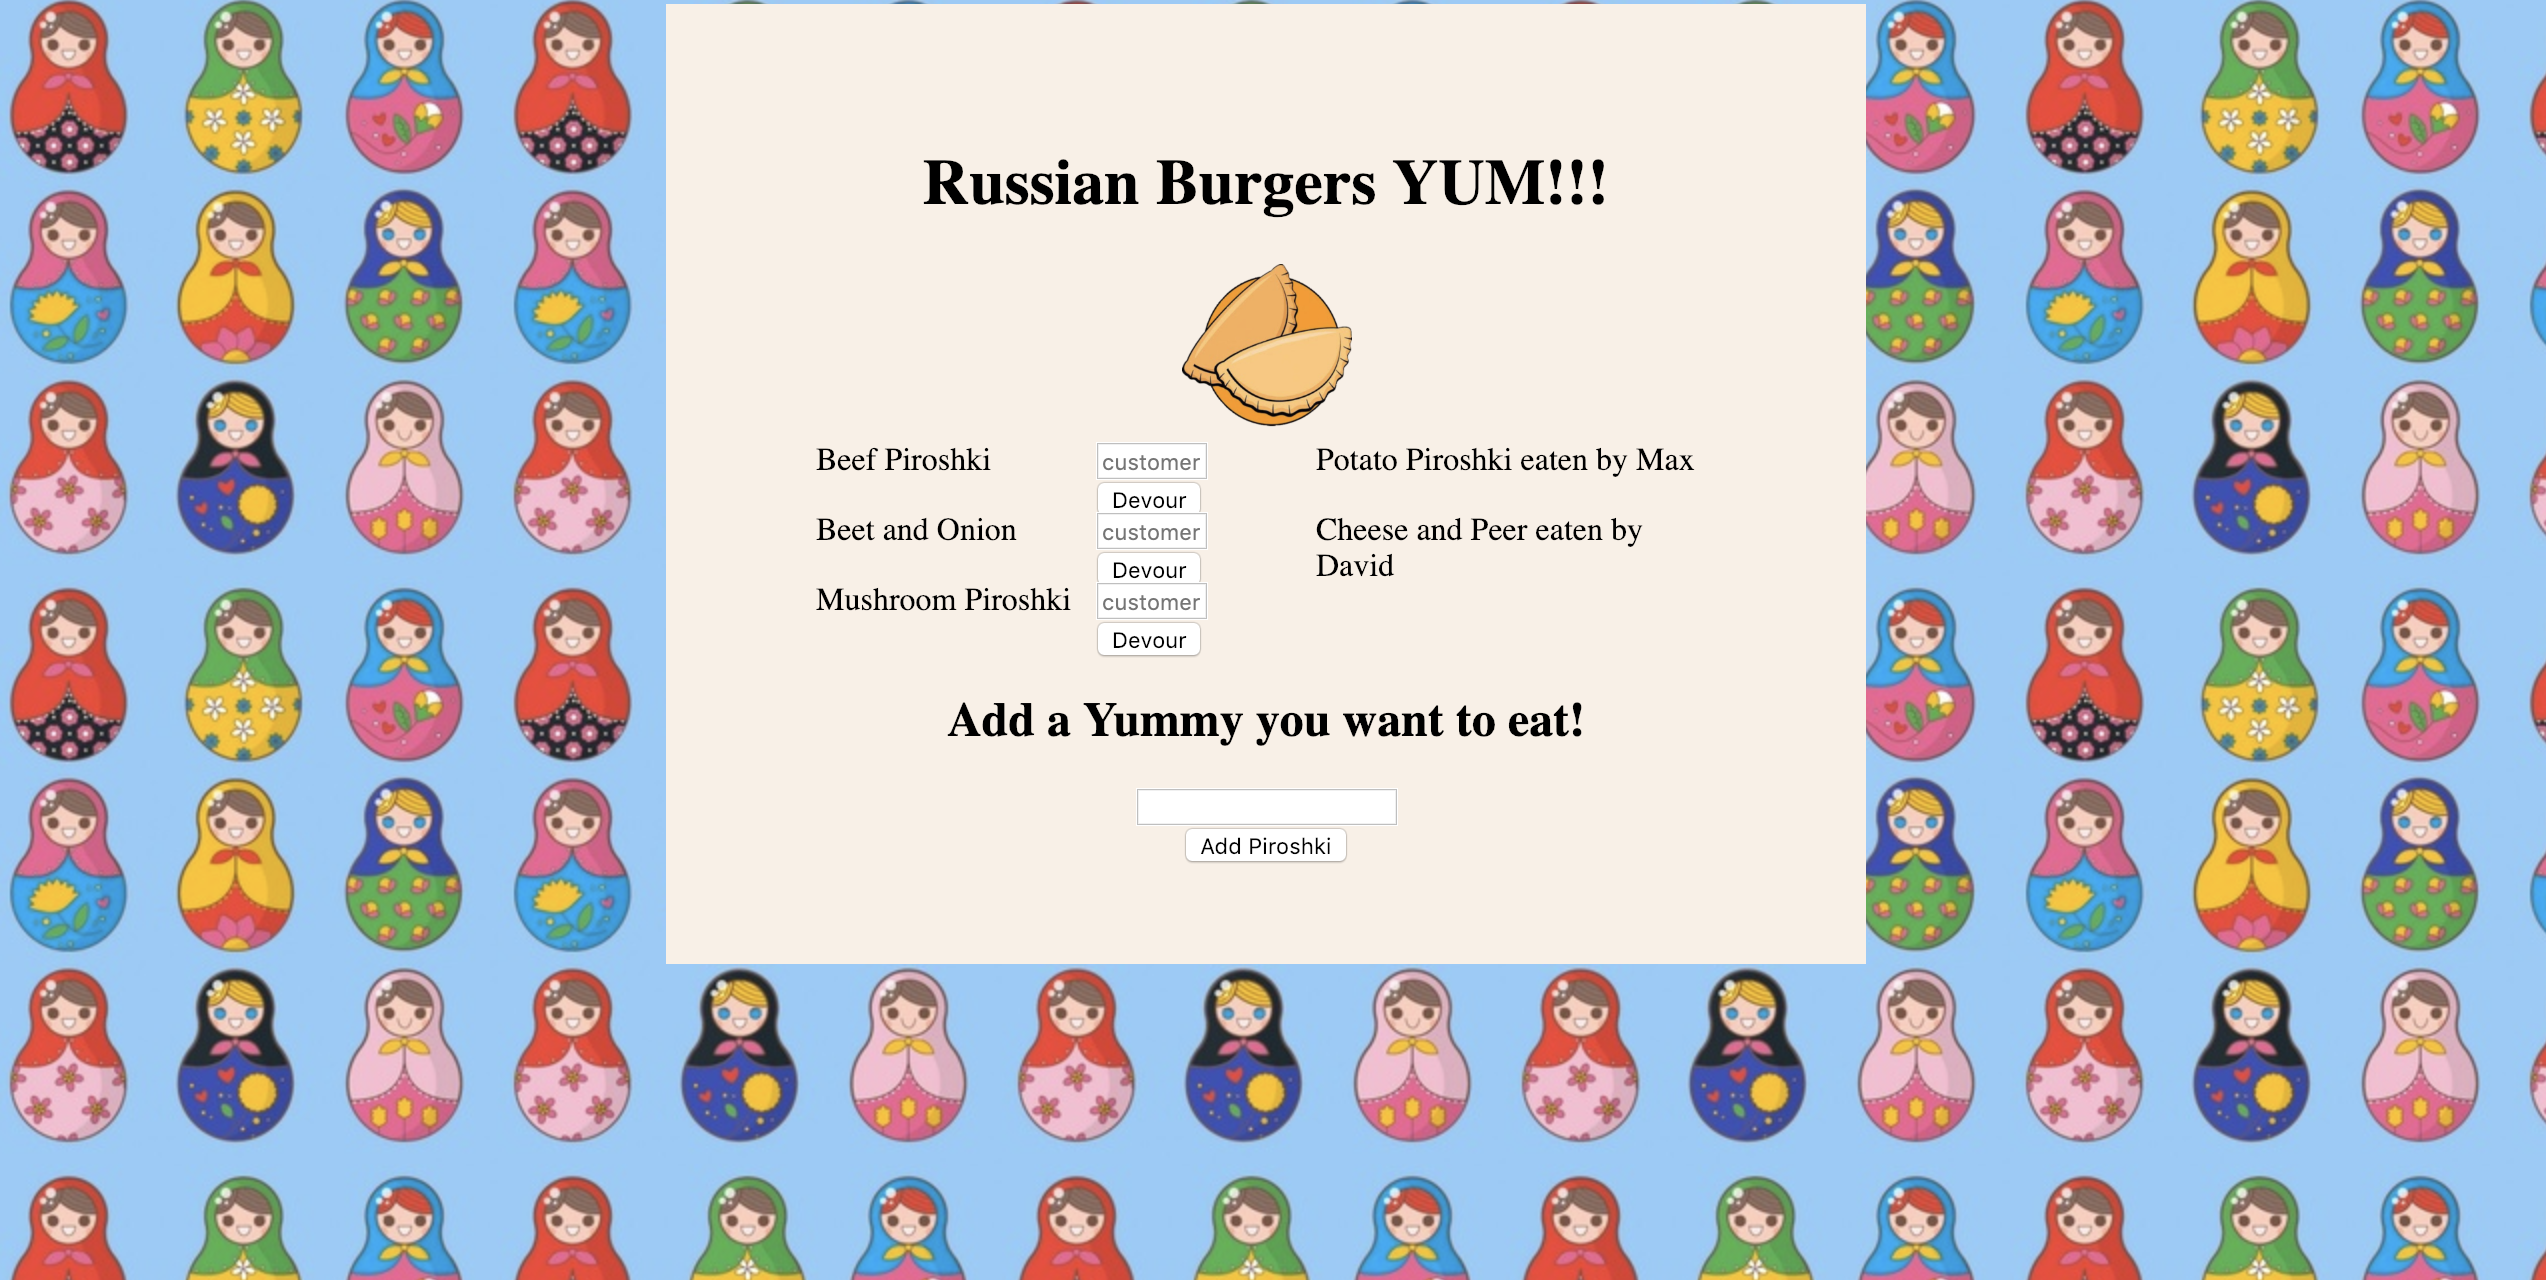 Russian Burgers YUM!!!
Beef Piroshki
customer
Devour
Beet and Onion
customer
Devour
Mushroom Piroshki
customer
Devour
Potato Piroshki eaten by Max
Cheese and Peer eaten by
David
Add a Yummy you want to eat!
Add Piroshki